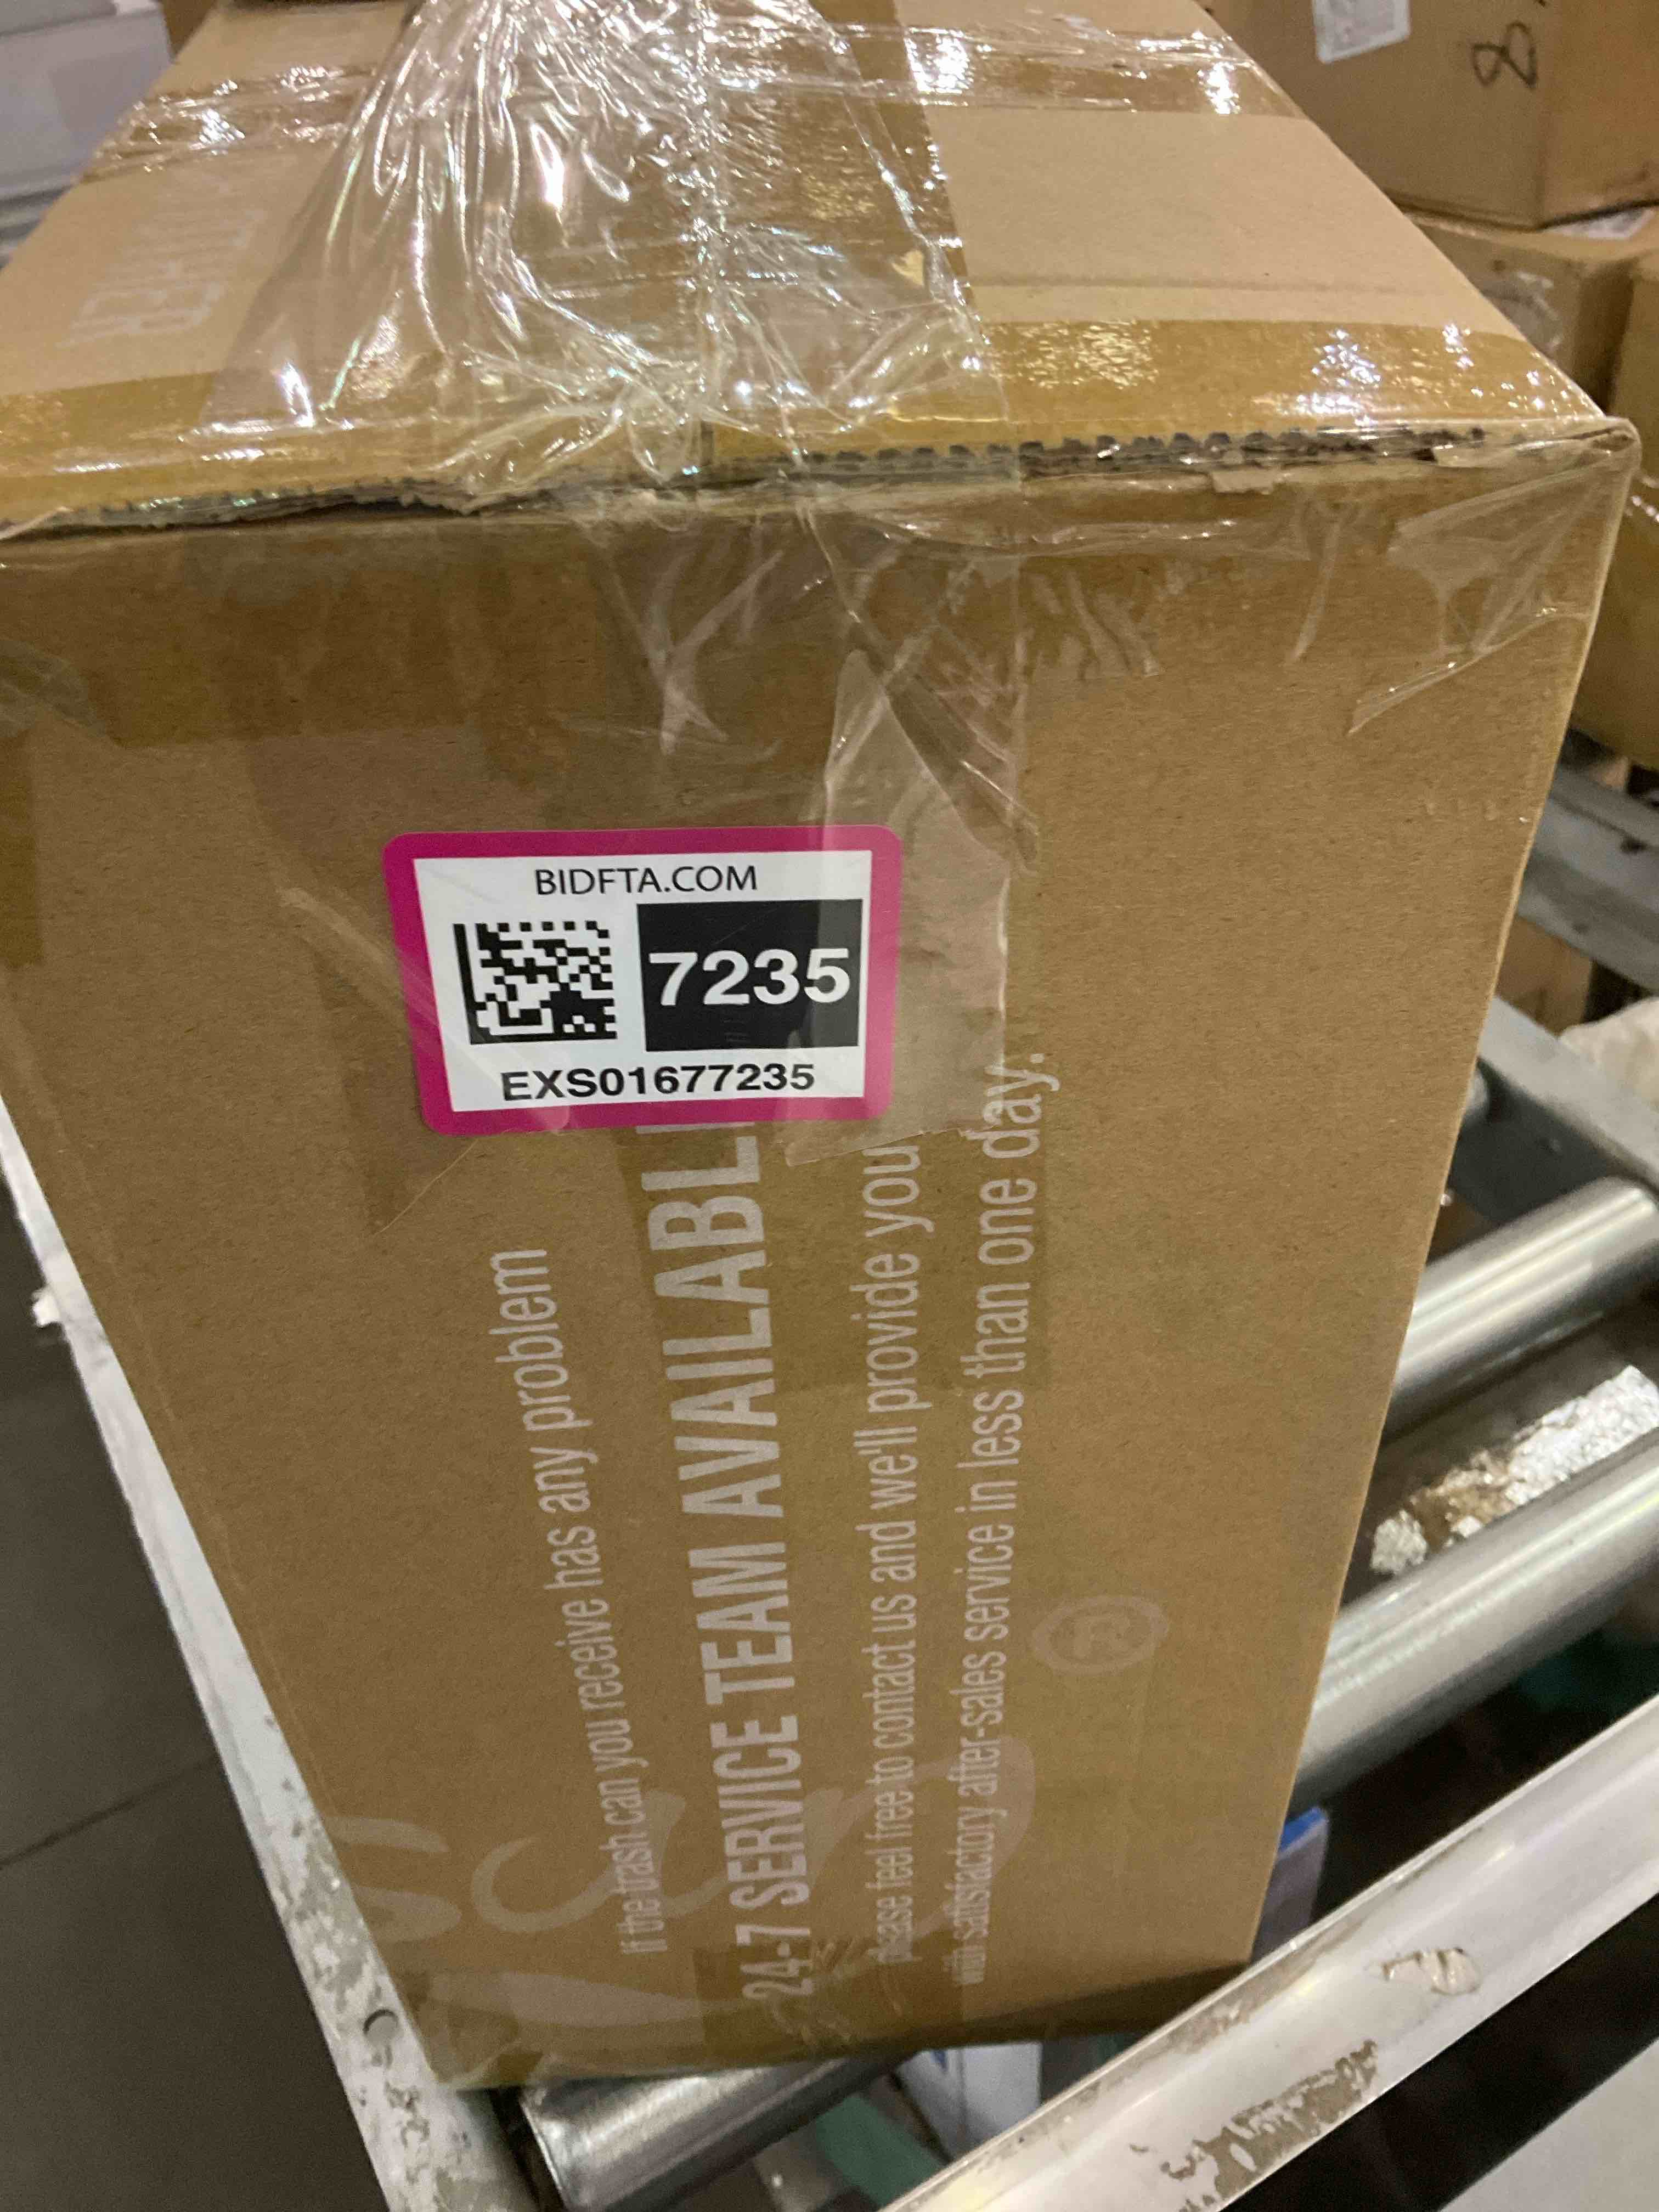 BIDFTA.COM
7235
EXS01677235
If the trash can you receive has any problem
24-7 SERVICE TEAM AVAILABL
please feel free to contact us and we'll provide you
with satisfactory after-sales service in less than one day.
®
8